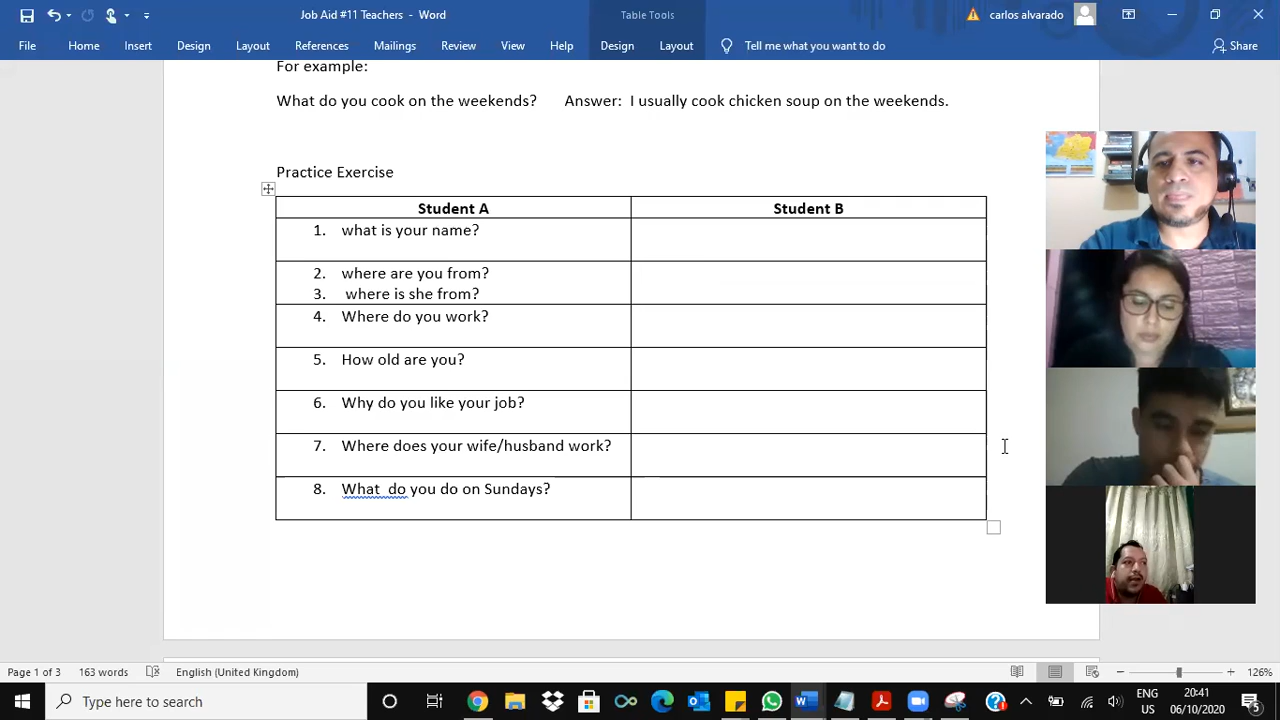 Job Aid #11 Teachers - Word
Table Tools
carlos alvarado
File Home Insert Design Layout References Mailings Review View Help Design Layout Tell me what you want to do Share
For example:
What do you cook on the weekends? Answer: I usually cook chicken soup on the weekends.
Practice Exercise
Student A Student B
1. what is your name?
2. where are you from?
3. where is she from?
4. Where do you work?
5. How old are you?
6. Why do you like your job?
7. Where does your wife/husband work?
8. What do you do on Sundays?
Page 1 of 3 163 words English (United Kingdom) 126%
Type here to search
ENG 20:41
US 06/10/2020 5